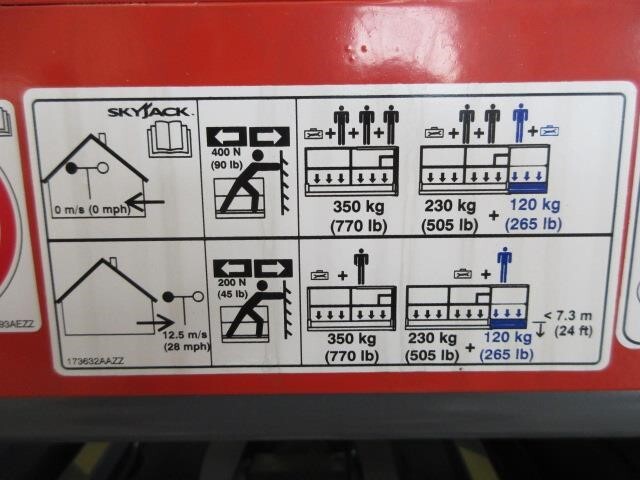 SKYJACK
400 N
(90 lb)
+ + +
+ + +
0 m/s (0 mph)
350 kg
(770 lb)
230 kg
(505 lb)
+
120 kg
(265 lb)
200 N
(45 lb)
+
+
12.5 m/s
(28 mph)
350 kg
(770 lb)
230 kg
(505 lb)
+
120 kg
(265 lb)
< 7.3 m
(24 ft)
173632AAZZ
93AEZZ